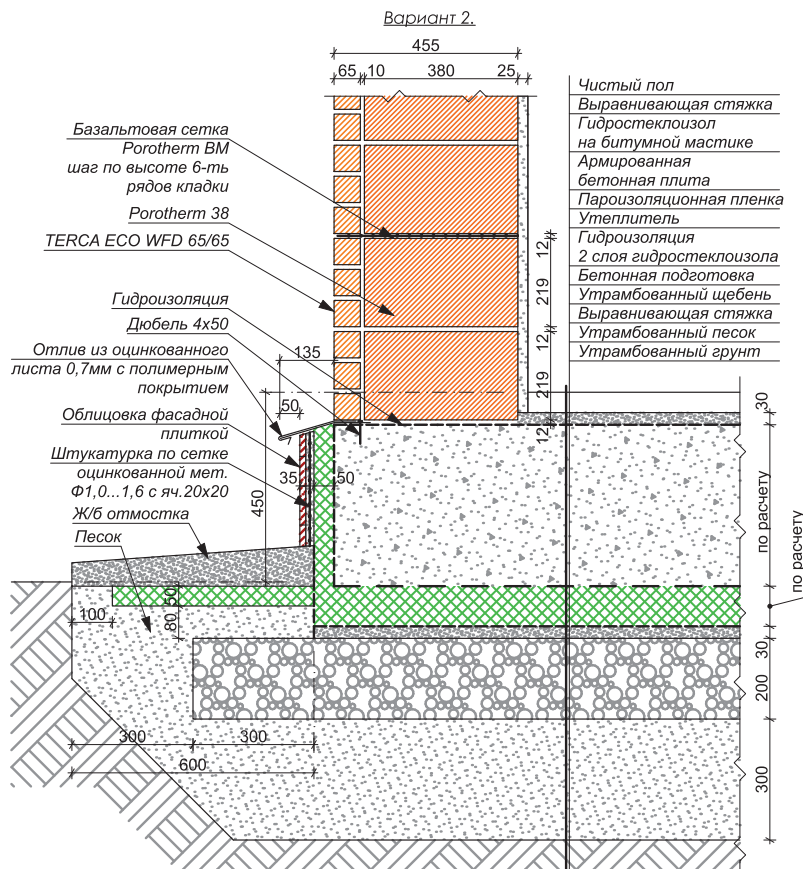 Вариант 2.
455
65 10 380 25
Чистый пол
Выравнивающая стяжка
Гидростеклоизол
на битумной мастике
Армированная
бетонная плита
Пароизоляционная пленка
Утеплитель
Гидроизоляция
2 слоя гидростеклоизола
Бетонная подготовка
Утрамбованный щебень
Выравнивающая стяжка
Утрамбованный песок
Утрамбованный грунт
Базальтовая сетка
Porotherm BM
шаг по высоте 6-ть
рядов кладки
Porotherm 38
TERCA ECO WFD 65/65
Гидроизоляция
Дюбель 4х50
Отлив из оцинкованного
листа 0,7мм с полимерным
покрытием
Облицовка фасадной
плиткой
Штукатурка по сетке
оцинкованной мет.
Ф1,0...1,6 с яч.20х20
Ж/б отмостка
Песок
12
219
12
219
12
135
50
35 50
450
100
50
80
300 300
600
30
по расчету
по расчету
30
200
300